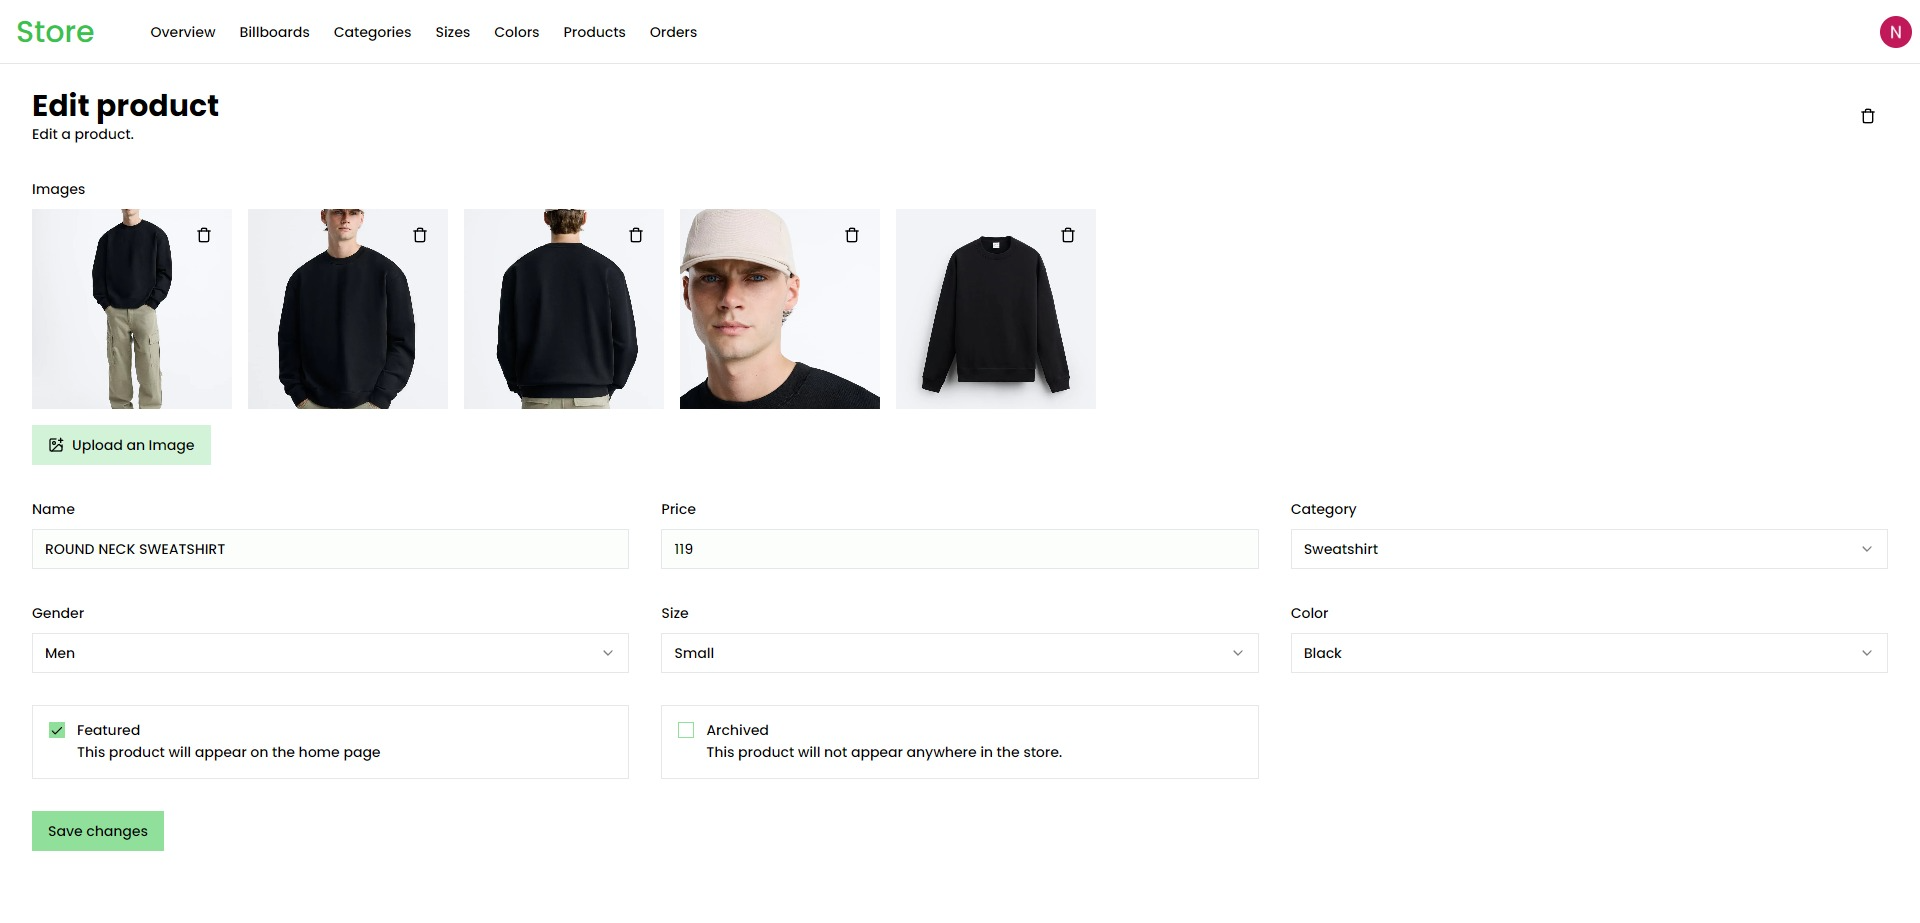 Store
Overview
Billboards
Categories
Sizes
Colors
Products
Orders
N
Edit product
Edit a product.
Images
Upload an Image
Name
Price
Category
ROUND NECK SWEATSHIRT
119
Sweatshirt
Gender
Size
Color
Men
Small
Black
Featured
This product will appear on the home page
Archived
This product will not appear anywhere in the store.
Save changes